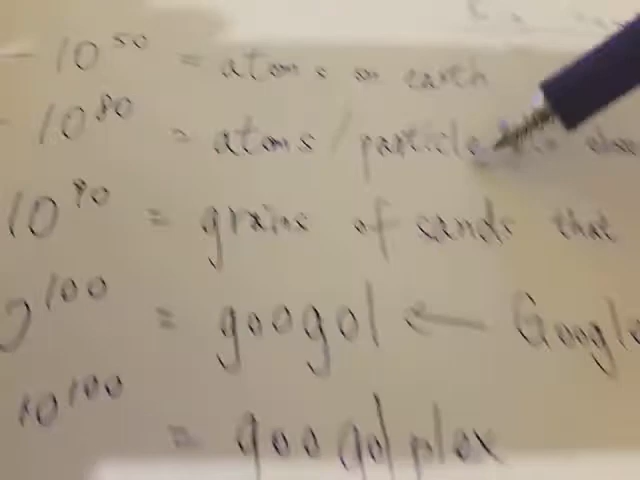 - 10^50 = atoms on earth
- 10^80 = atoms / particle
10^90 = grains of sands that
10^100 = googol ← Google
10^100 = googolplex